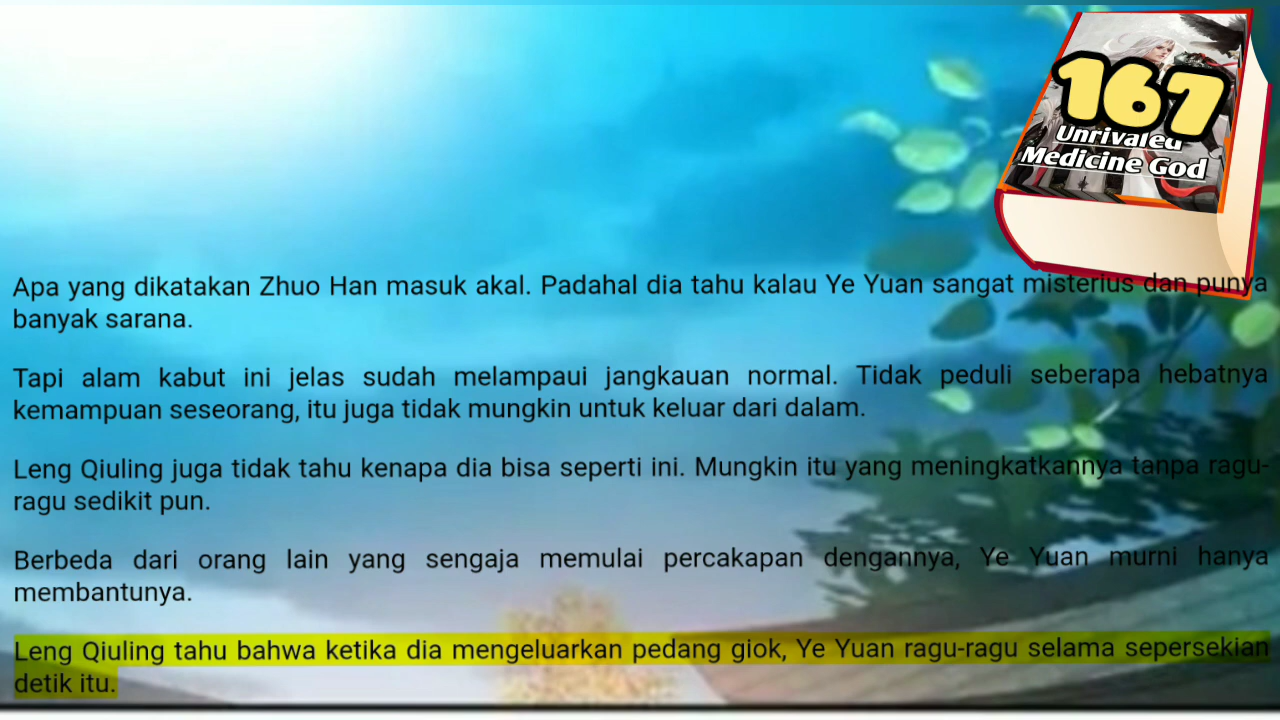 167
Unrivaled
Medicine God
Apa yang dikatakan Zhuo Han masuk akal. Padahal dia tahu kalau Ye Yuan sangat misterius dan punya
banyak sarana.
Tapi alam kabut ini jelas sudah melampaui jangkauan normal. Tidak peduli seberapa hebatnya
kemampuan seseorang, itu juga tidak mungkin untuk keluar dari dalam.
Leng Qiuling juga tidak tahu kenapa dia bisa seperti ini. Mungkin itu yang meningkatkannya tanpa ragu-
ragu sedikit pun.
Berbeda dari orang lain yang sengaja memulai percakapan dengannya, Ye Yuan murni hanya
membantunya.
Leng Qiuling tahu bahwa ketika dia mengeluarkan pedang giok, Ye Yuan ragu-ragu selama sepersekian
detik itu.